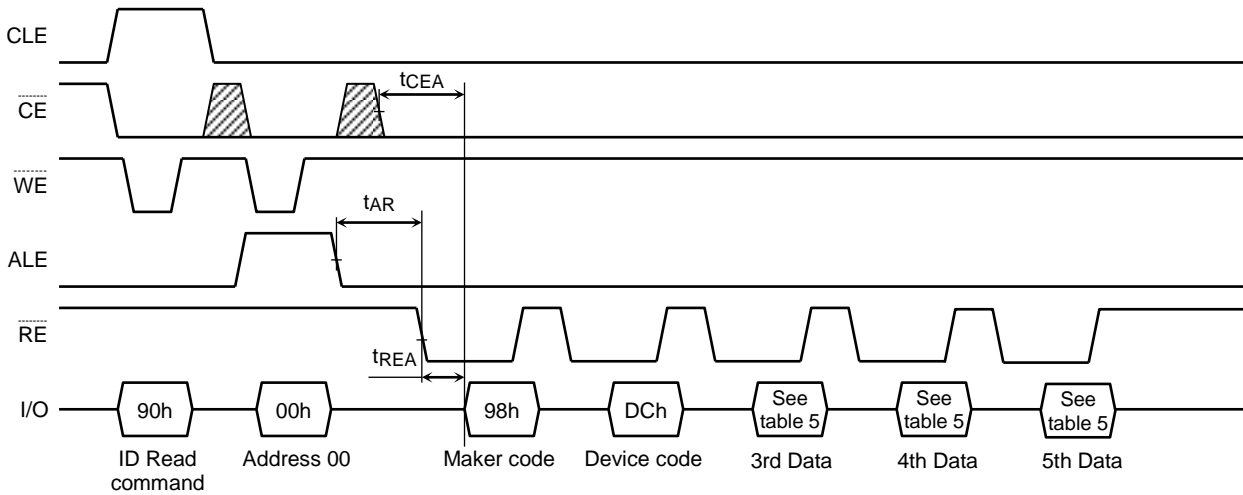 CLE
tCEA
CE
WE
tAR
ALE
RE
tREA
I/O
90h
00h
98h
DCh
See
table 5
See
table 5
See
table 5
ID Read
command
Address 00
Maker code
Device code
3rd Data
4th Data
5th Data